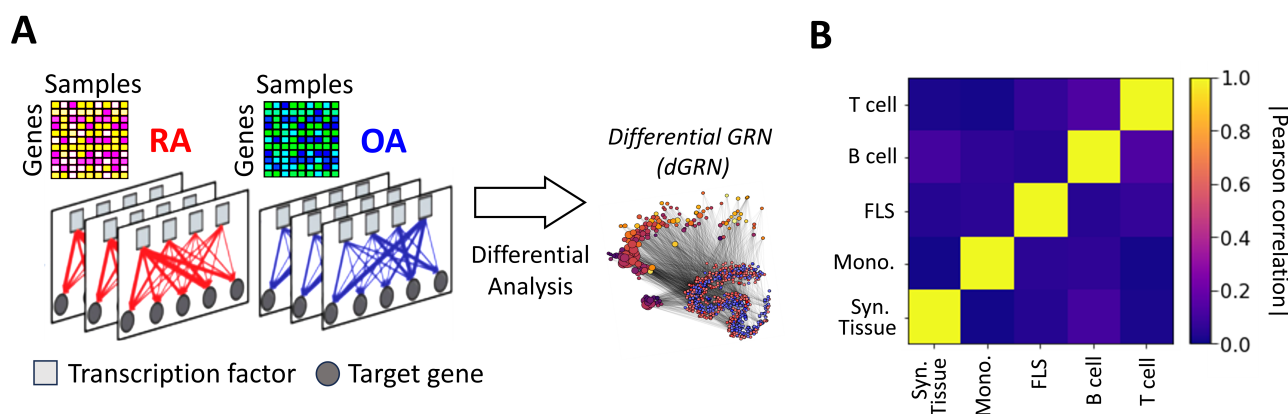 A
Samples
Genes
RA
Samples
Genes
OA
Differential
Analysis
Differential GRN
(dGRN)
Transcription factor
Target gene
B
T cell
B cell
FLS
Mono.
Syn.
Tissue
Syn.
Tissue
Mono.
FLS
B cell
T cell
1.0
0.8
0.6
0.4
0.2
0.0
|Pearson correlation|